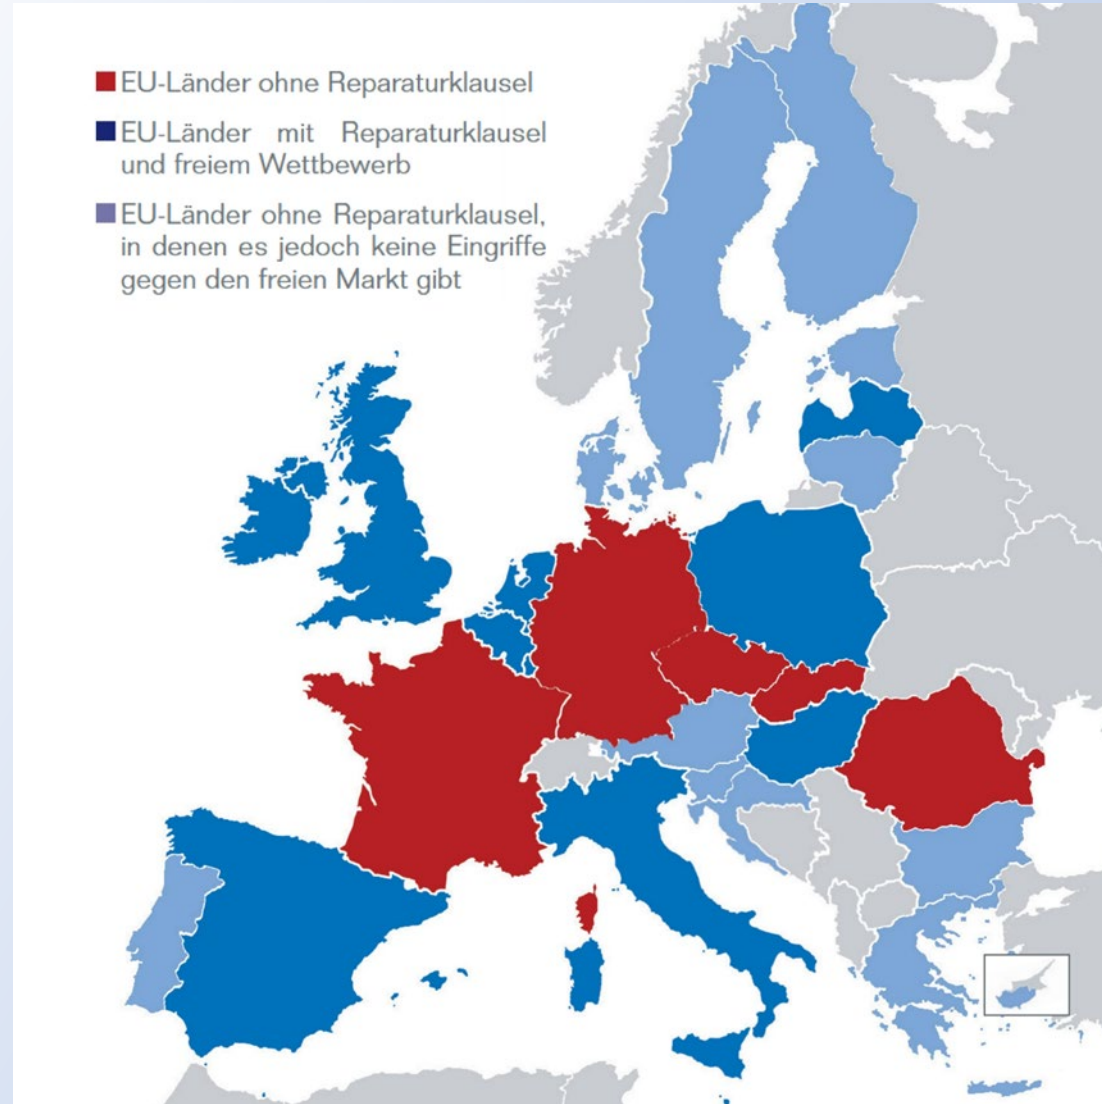 EU-Länder ohne Reparaturklausel
EU-Länder mit Reparaturklausel
und freiem Wettbewerb
EU-Länder ohne Reparaturklausel,
in denen es jedoch keine Eingriffe
gegen den freien Markt gibt